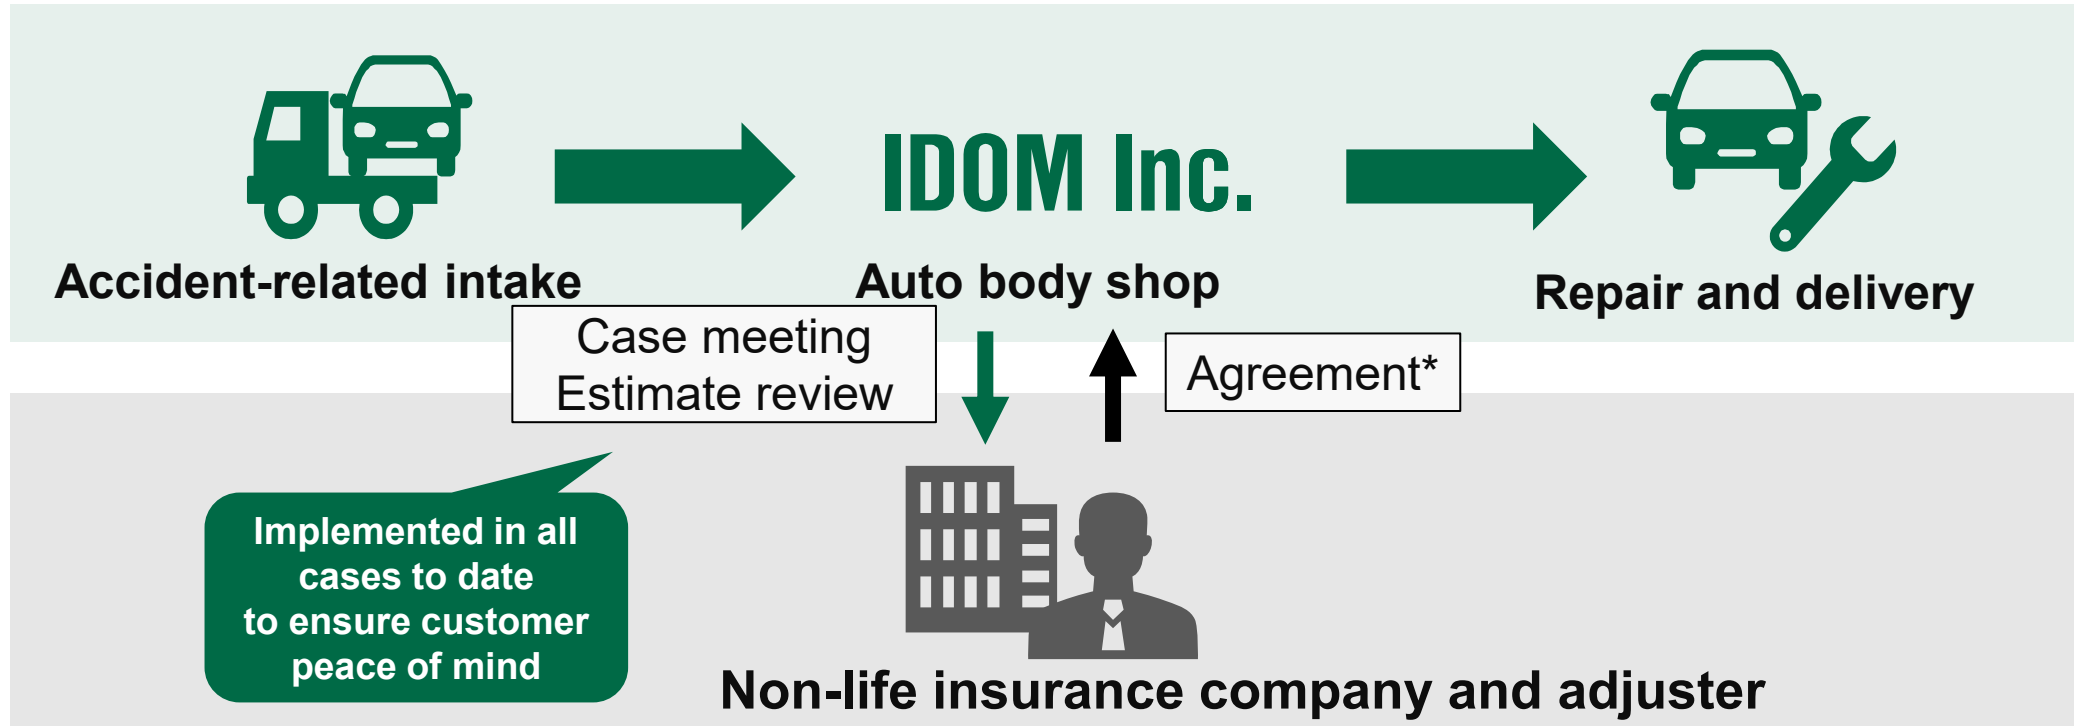 IDOM Inc.
Accident-related intake
Auto body shop
Repair and delivery
Case meeting
Estimate review
Agreement*
Implemented in all
cases to date
to ensure customer
peace of mind
Non-life insurance company and adjuster